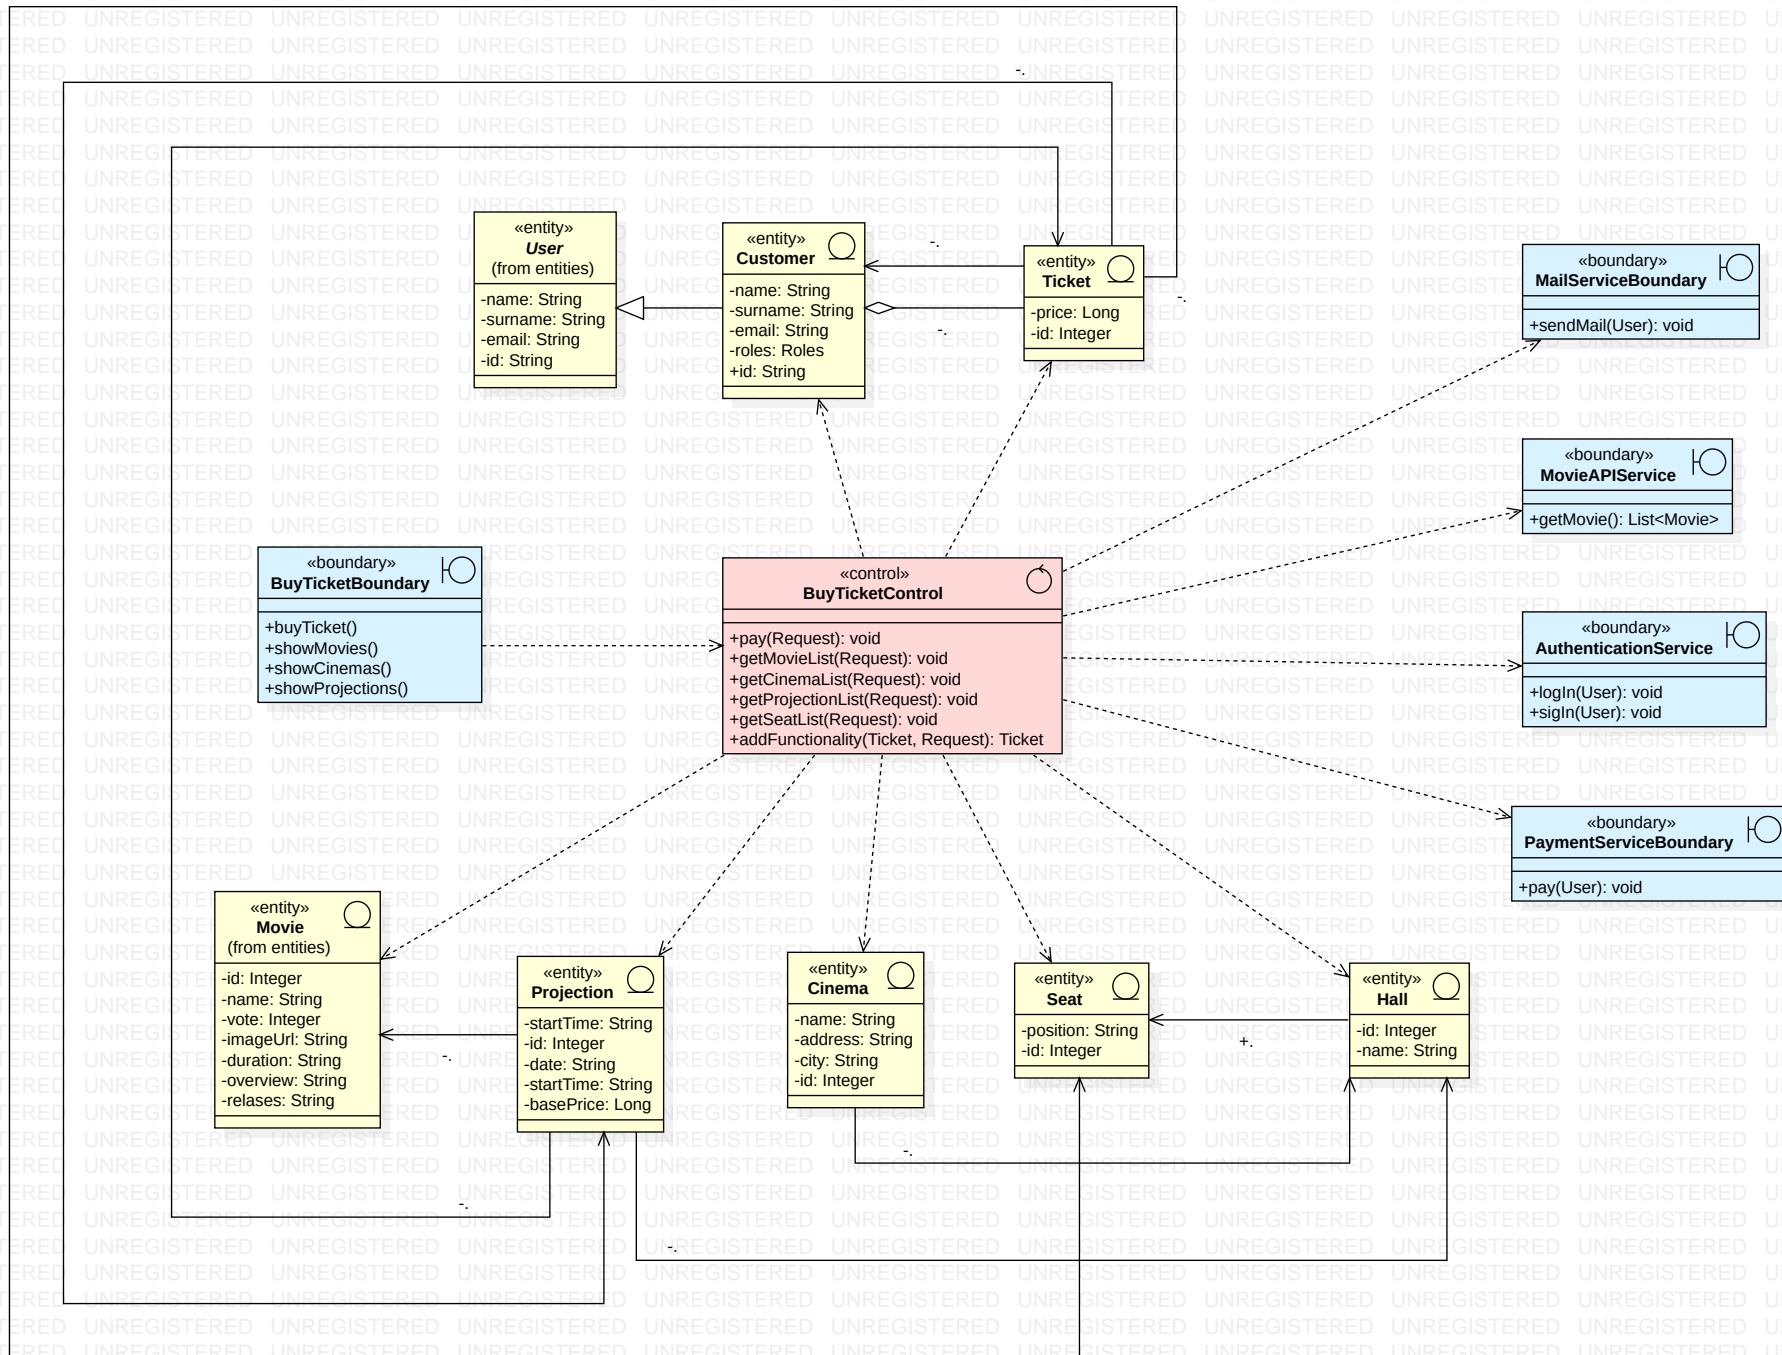 «entity»
User
(from entities)
-name: String
-surname: String
-email: String
-id: String
«entity»
Customer
-name: String
-surname: String
-email: String
-roles: Roles
+id: String
«entity»
Ticket
-price: Long
-id: Integer
«boundary»
MailServiceBoundary
+sendMail(User): void
«boundary»
MovieAPIService
+getMovie(): List<Movie>
«boundary»
BuyTicketBoundary
+buyTicket()
+showMovies()
+showCinemas()
+showProjections()
«control»
BuyTicketControl
+pay(Request): void
+getMovieList(Request): void
+getCinemaList(Request): void
+getProjectionList(Request): void
+getSeatList(Request): void
+addFunctionality(Ticket, Request): Ticket
«boundary»
AuthenticationService
+logIn(User): void
+sigIn(User): void
«boundary»
PaymentServiceBoundary
+pay(User): void
«entity»
Movie
(from entities)
-id: Integer
-name: String
-vote: Integer
-imageUrl: String
-duration: String
-overview: String
-relases: String
«entity»
Projection
-startTime: String
-id: Integer
-date: String
-startTime: String
-basePrice: Long
«entity»
Cinema
-name: String
-address: String
-city: String
-id: Integer
«entity»
Seat
-position: String
-id: Integer
«entity»
Hall
-id: Integer
-name: String
-.
-.
-.
-.
-.
+.
-.
-.
-.
UNREGISTERED